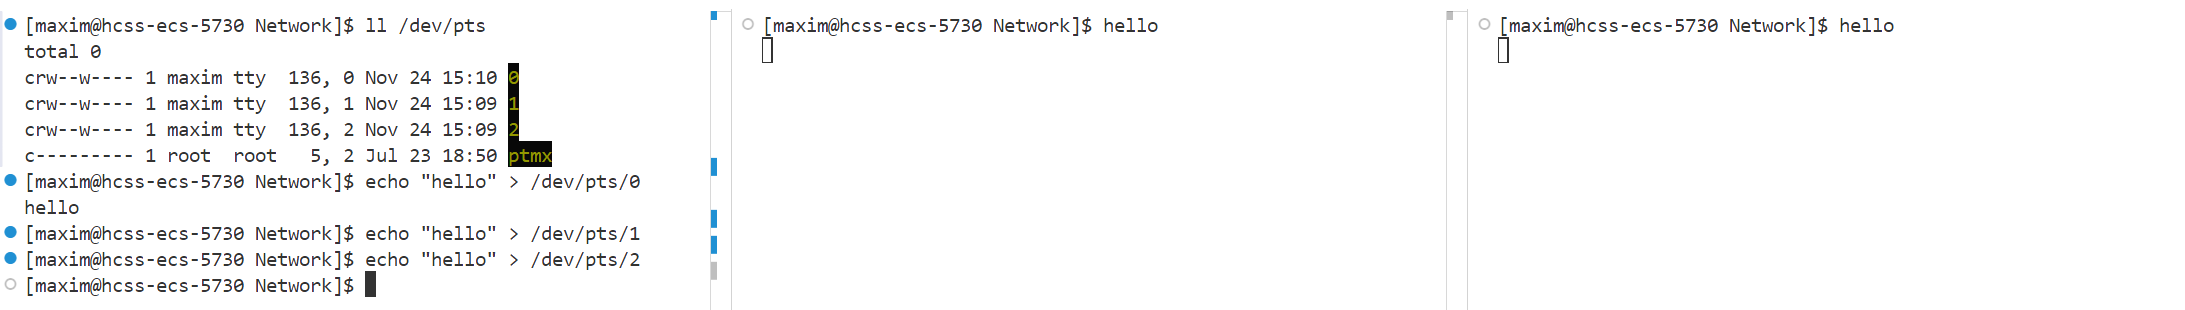 [maxim@hcss-ecs-5730 Network]$ ll /dev/pts
total 0
crw--w---- 1 maxim tty  136, 0 Nov 24 15:10 0
crw--w---- 1 maxim tty  136, 1 Nov 24 15:09 1
crw--w---- 1 maxim tty  136, 2 Nov 24 15:09 2
c--------- 1 root  root   5, 2 Jul 23 18:50 ptmx
[maxim@hcss-ecs-5730 Network]$ echo "hello" > /dev/pts/0
hello
[maxim@hcss-ecs-5730 Network]$ echo "hello" > /dev/pts/1
[maxim@hcss-ecs-5730 Network]$ echo "hello" > /dev/pts/2
[maxim@hcss-ecs-5730 Network]$
[maxim@hcss-ecs-5730 Network]$ hello
[maxim@hcss-ecs-5730 Network]$ hello